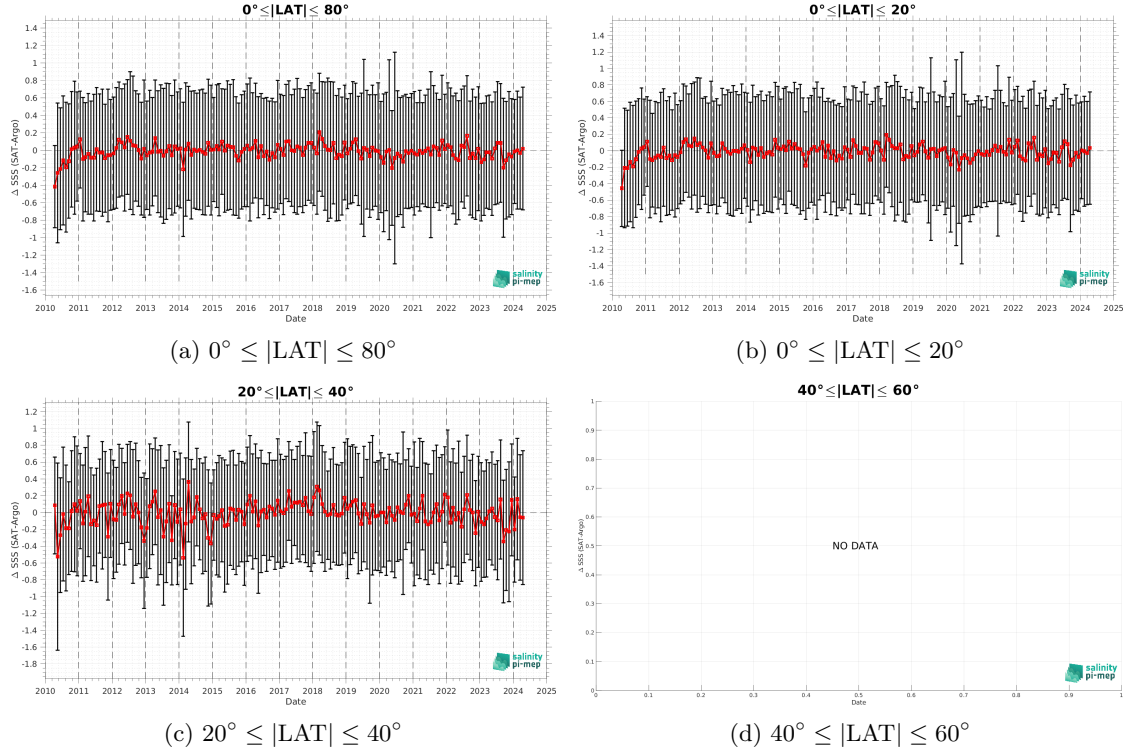 0°≤|LAT|≤ 80°
Δ SSS (SAT-Argo)
1.4
1.2
1
0.8
0.6
0.4
0.2
0
-0.2
-0.4
-0.6
-0.8
-1
-1.2
-1.4
-1.6
2010 2011 2012 2013 2014 2015 2016 2017 2018 2019 2020 2021 2022 2023 2024 2025
Date
salinity
pi-mep
(a) 0° ≤ |LAT| ≤ 80°
0°≤|LAT|≤ 20°
Δ SSS (SAT-Argo)
1.4
1.2
1
0.8
0.6
0.4
0.2
0
-0.2
-0.4
-0.6
-0.8
-1
-1.2
-1.4
-1.6
2010 2011 2012 2013 2014 2015 2016 2017 2018 2019 2020 2021 2022 2023 2024 2025
Date
salinity
pi-mep
(b) 0° ≤ |LAT| ≤ 20°
20°≤|LAT|≤ 40°
Δ SSS (SAT-Argo)
1.2
1
0.8
0.6
0.4
0.2
0
-0.2
-0.4
-0.6
-0.8
-1
-1.2
-1.4
-1.6
-1.8
2010 2011 2012 2013 2014 2015 2016 2017 2018 2019 2020 2021 2022 2023 2024 2025
Date
salinity
pi-mep
(c) 20° ≤ |LAT| ≤ 40°
40°≤|LAT|≤ 60°
Δ SSS (SAT-Argo)
1
0.9
0.8
0.7
0.6
0.5
0.4
0.3
0.2
0.1
0
NO DATA
0 0.1 0.2 0.3 0.4 0.5 0.6 0.7 0.8 0.9 1
Date
salinity
pi-mep
(d) 40° ≤ |LAT| ≤ 60°